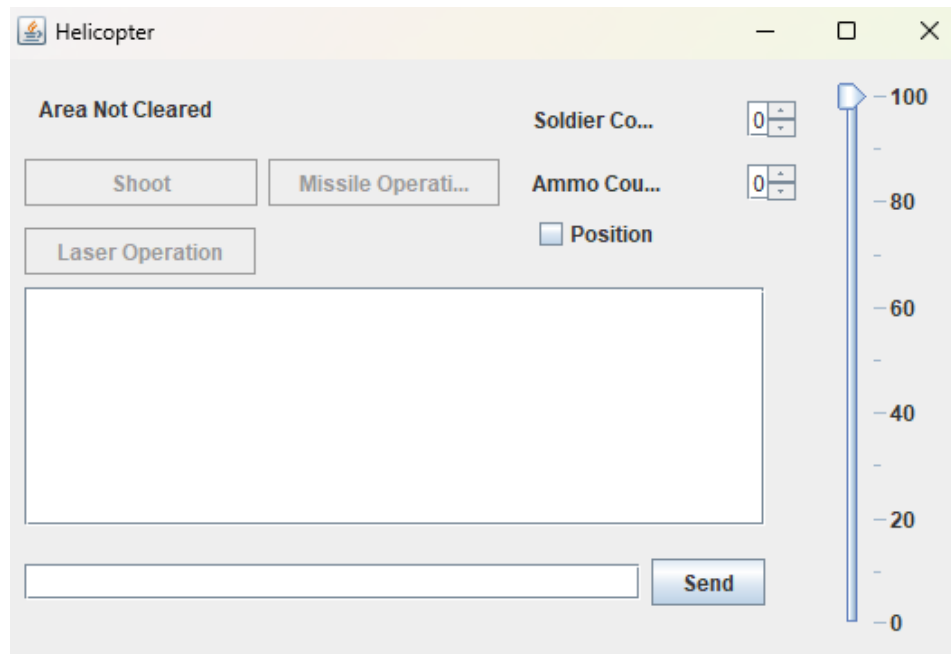 Helicopter
Area Not Cleared
Soldier Co... 0
Shoot Missile Operati... Ammo Cou... 0
Position
Laser Operation
Send
100
80
60
40
20
0